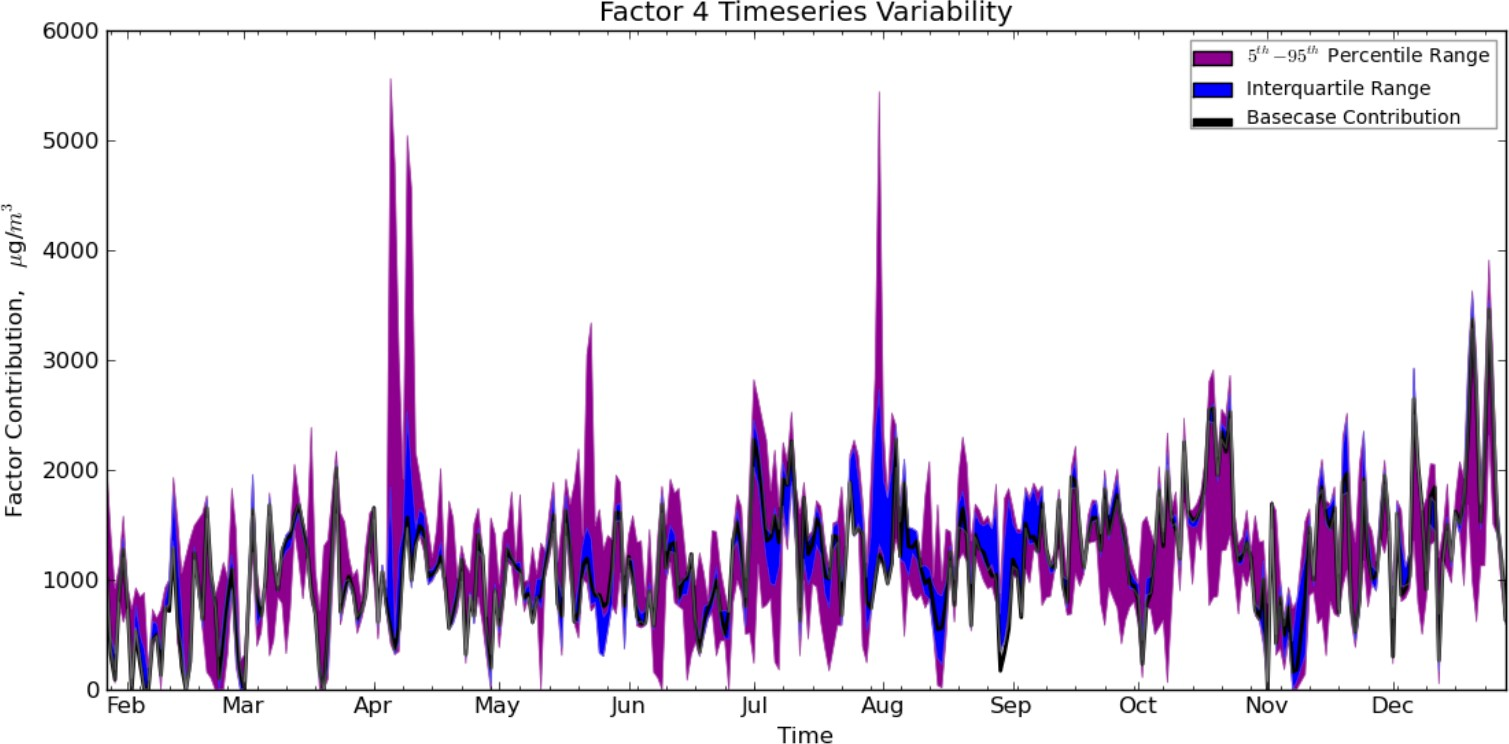 Factor 4 Timeseries Variability
6000
5000
4000
3000
2000
1000
0
Factor Contribution, μg/m³
5th−95th Percentile Range
Interquartile Range
Basecase Contribution
Feb Mar Apr May Jun Jul Aug Sep Oct Nov Dec
Time